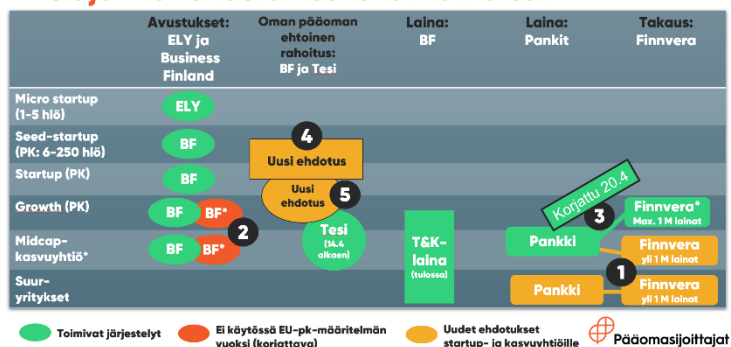 Avustukset:
ELY ja
Business
Finland
Oman pääoman
ehtoinen
rahoitus:
BF ja Tesi
Laina:
BF
Laina:
Pankit
Takaus:
Finnvera
Micro startup
(1-5 hlö)
ELY
Seed-startup
(PK: 6-250 hlö)
BF
4
Uusi ehdotus
Startup (PK)
BF
Uusi
ehdotus
5
Korjattu 20.4
Growth (PK)
BF
BF*
2
Tesi
(14.4
alkaen)
T&K-
laina
(tulossa)
3
Finnvera*
Max. 1 M lainat
Midcap-
kasvuyhtiö*
BF
BF*
Pankki
Finnvera
yli 1 M lainat
1
Suur-
yritykset
Pankki
Finnvera
yli 1 M lainat
Toimivat järjestelyt
Ei käytössä EU-pk-määritelmän
vuoksi (korjattava)
Uudet ehdotukset
startup- ja kasvuyhtiöille
Pääomasijoittajat